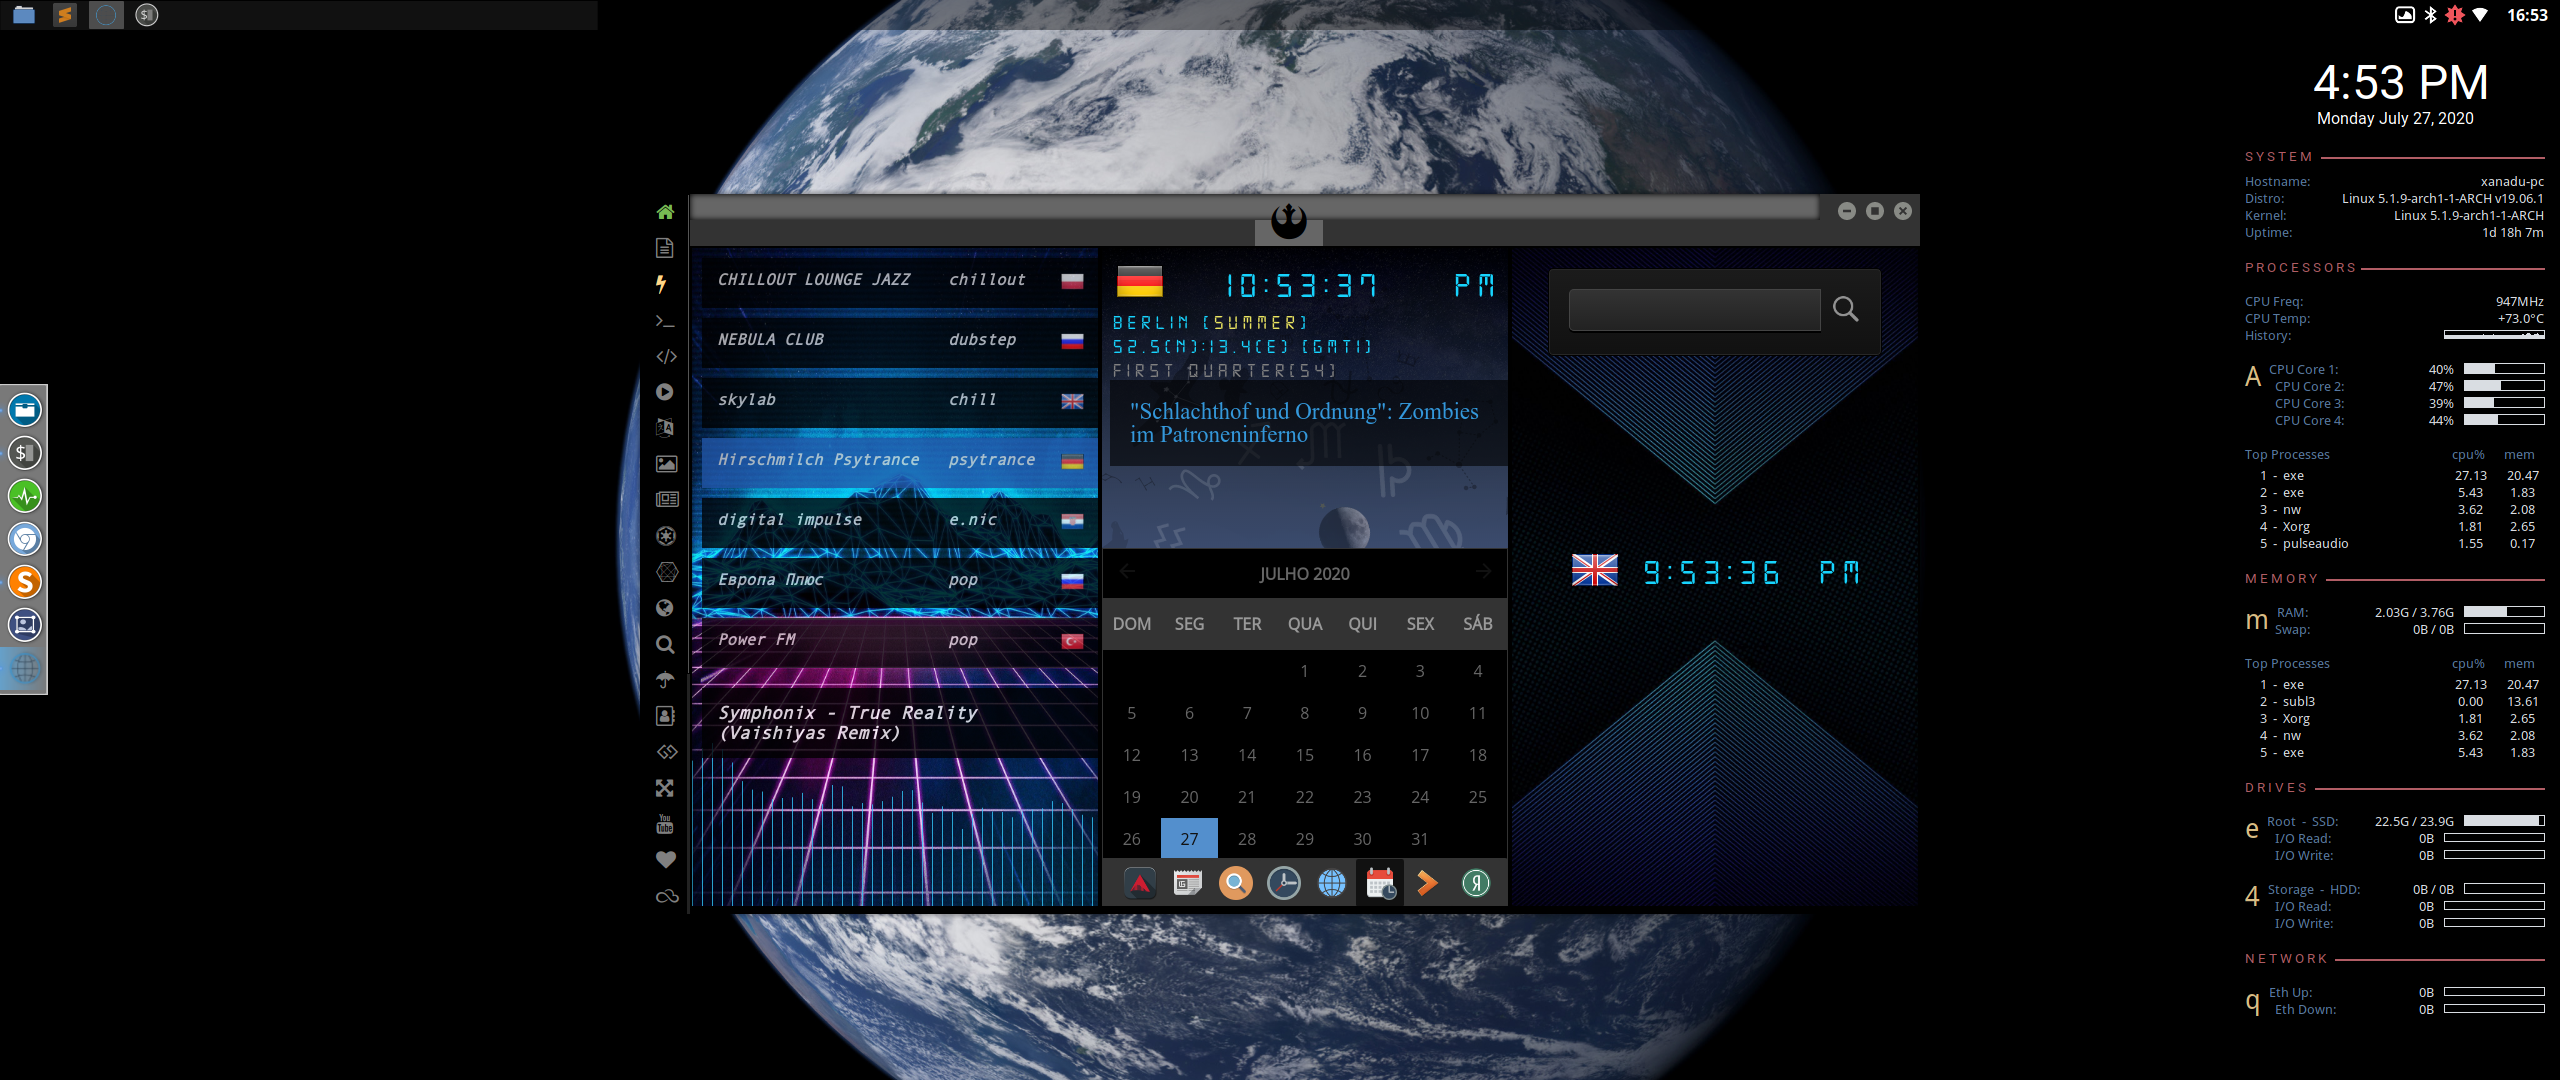 16:53
4:53 PM
Monday July 27, 2020
SYSTEM
Hostname: xanadu-pc
Distro: Linux 5.1.9-arch1-1-ARCH v19.06.1
Kernel: Linux 5.1.9-arch1-1-ARCH
Uptime: 1d 18h 7m
PROCESSORS
CPU Freq: 947MHz
CPU Temp: +73.0°C
History:
A CPU Core 1: 40%
CPU Core 2: 47%
CPU Core 3: 39%
CPU Core 4: 44%
Top Processes cpu% mem
1 - exe 27.13 20.47
2 - exe 5.43 1.83
3 - nw 3.62 2.08
4 - Xorg 1.81 2.65
5 - pulseaudio 1.55 0.17
MEMORY
m RAM: 2.03G / 3.76G
Swap: 0B / 0B
Top Processes cpu% mem
1 - exe 27.13 20.47
2 - subl3 0.00 13.61
3 - Xorg 1.81 2.65
4 - nw 3.62 2.08
5 - exe 5.43 1.83
DRIVES
e Root - SSD: 22.5G / 23.9G
I/O Read: 0B
I/O Write: 0B
4 Storage - HDD: 0B / 0B
I/O Read: 0B
I/O Write: 0B
NETWORK
q Eth Up: 0B
Eth Down: 0B
CHILLOUT LOUNGE JAZZ chillout
NEBULA CLUB dubstep
skylab chill
Hirschmilch Psytrance psytrance
digital impulse e.nic
Европа Плюс pop
Power FM pop
Symphonix - True Reality
(Vaishiyas Remix)
10:53:37 PM
BERLIN (SUMMER)
52.5(N):13.4(E) (GMT1)
FIRST QUARTER(54)
"Schlachthof und Ordnung": Zombies
im Patroneninferno
JULHO 2020
DOM SEG TER QUA QUI SEX SÁB
1 2 3 4
5 6 7 8 9 10 11
12 13 14 15 16 17 18
19 20 21 22 23 24 25
26 27 28 29 30 31
9:53:36 PM
You
Tube